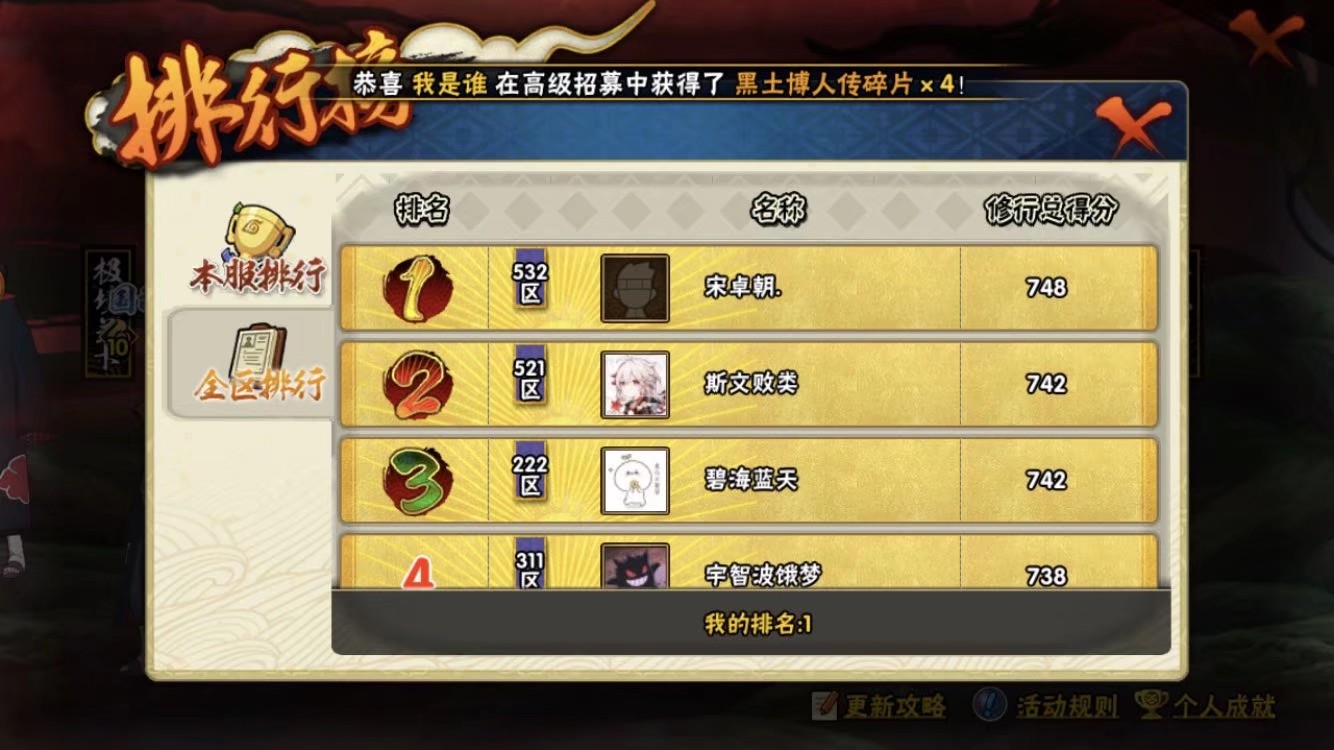 排行榜
恭喜 我是谁 在高级招募中获得了 黑土博人传碎片×4！
排名 名称 修行总得分
本服排行
全区排行
1 532区 宋卓朝. 748
2 521区 斯文败类 742
3 222区 碧海蓝天 742
4 311区 宇智波饿梦 738
我的排名:1
更新攻略 活动规则 个人成就